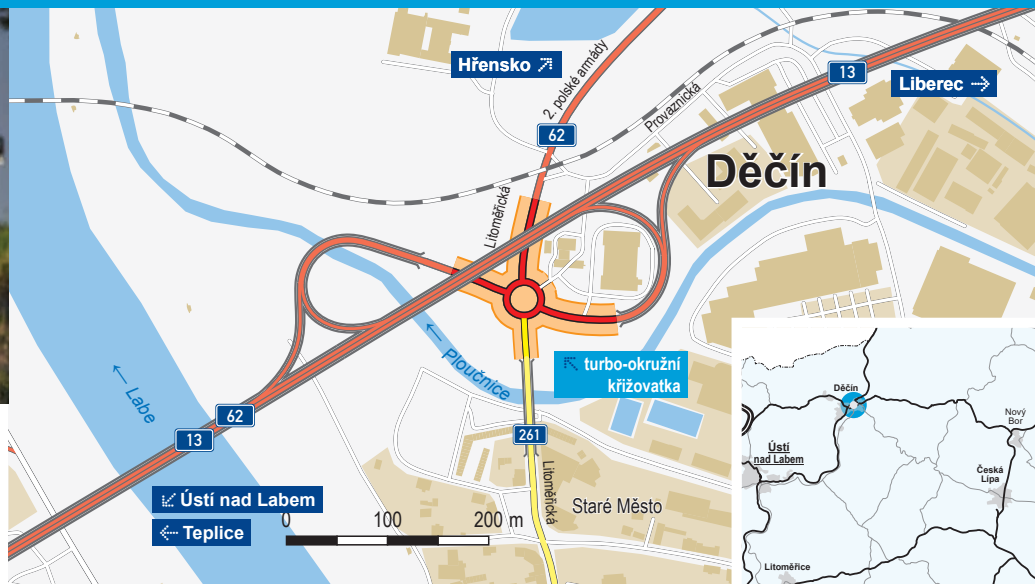 Hřensko
13
Liberec
2. polské armády
Provaznická
62
Děčín
Litoměřická
turbo-okružní
křižovatka
← Ploučnice
← Labe
62
13
261
Litoměřická
Ústí nad Labem
Teplice
0 100 200 m
Staré Město
Děčín
Nový
Bor
Ústí
nad Labem
Česká
Lípa
Litoměřice